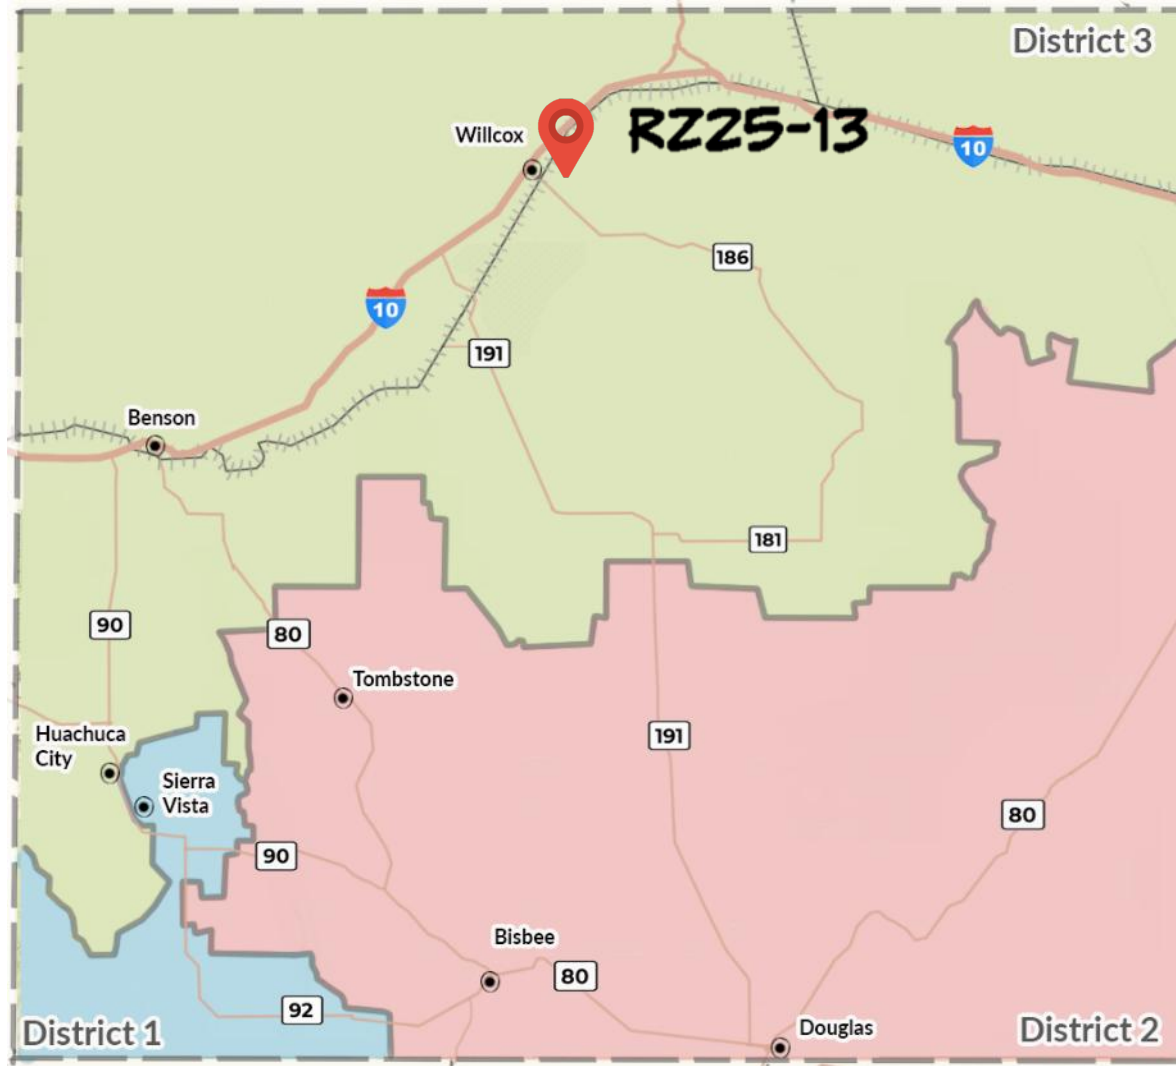 District 3
Willcox
RZ25-13
10
186
10
191
Benson
181
90
80
Tombstone
Huachuca
City
191
Sierra
Vista
80
90
Bisbee
80
92
District 1
Douglas
District 2